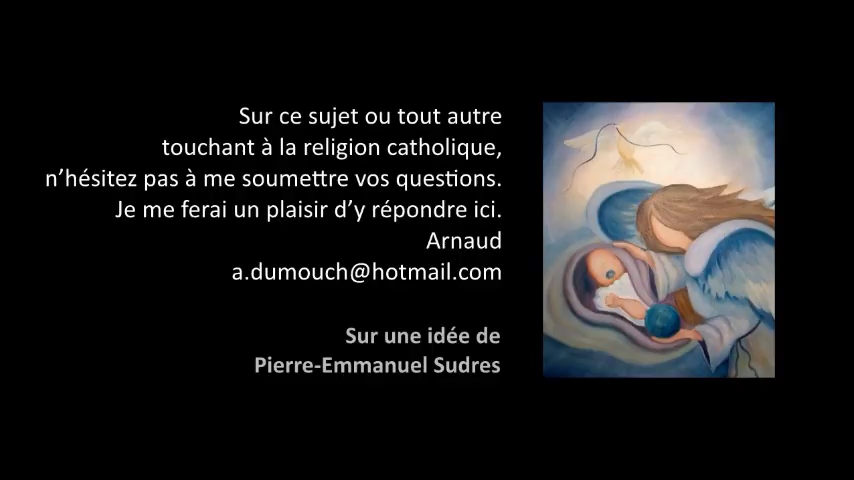 Sur ce sujet ou tout autre
touchant à la religion catholique,
n’hésitez pas à me soumettre vos questions.
Je me ferai un plaisir d’y répondre ici.
Arnaud
a.dumouch@hotmail.com
Sur une idée de
Pierre-Emmanuel Sudres